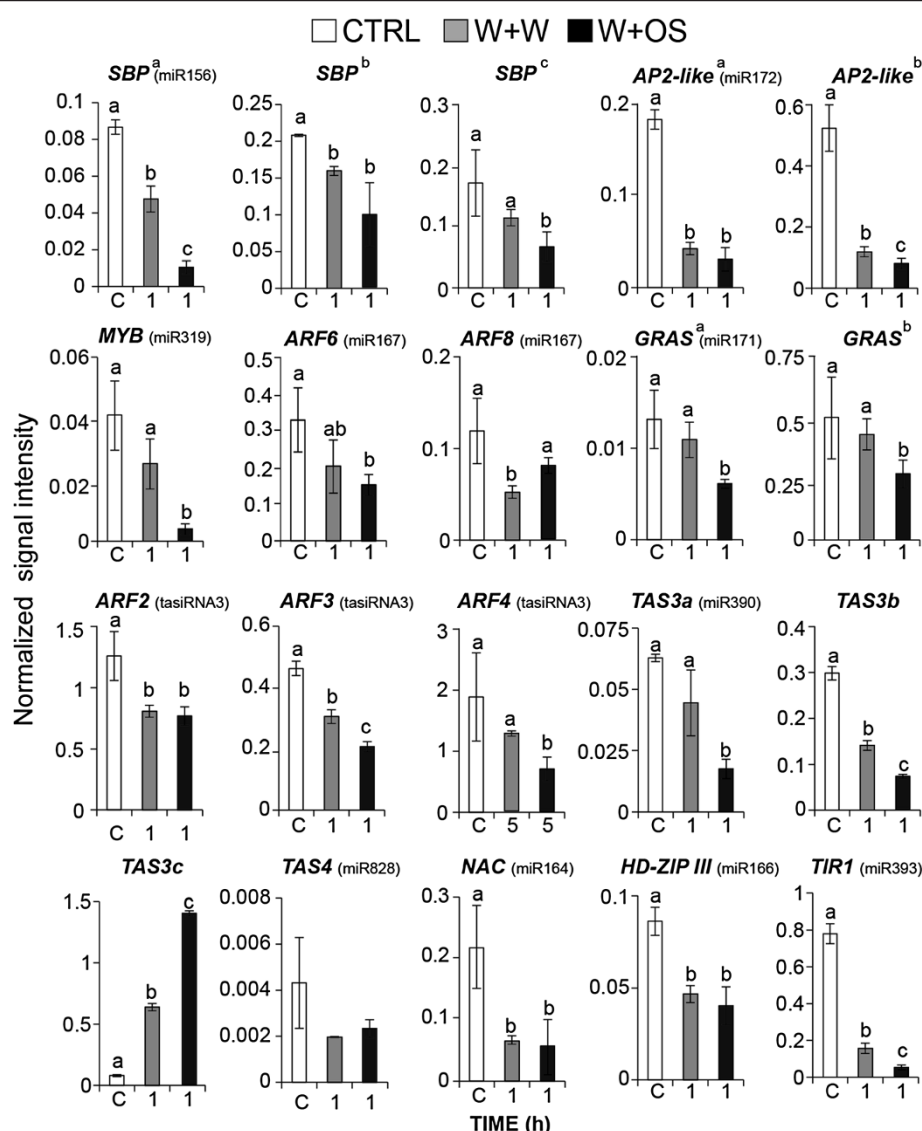 CTRL W+W W+OS
SBP a (miR156) SBP b SBP c AP2-like a (miR172) AP2-like b
0.1 0.08 0.06 0.04 0.02 0 a b c C 1 1
0.25 0.2 0.15 0.1 0.05 0 a b b C 1 1
0.3 0.2 0.1 0 a a b C 1 1
0.2 0.1 0 a b b C 1 1
0.6 0.4 0.2 0 a b c C 1 1
MYB (miR319) ARF6 (miR167) ARF8 (miR167) GRAS a (miR171) GRAS b
0.06 0.04 0.02 0 a a b C 1 1
0.5 0.4 0.3 0.2 0.1 0 a ab b C 1 1
0.2 0.1 0 a b a C 1 1
0.02 0.01 0 a a b C 1 1
0.75 0.5 0.25 0 a a b C 1 1
Normalized signal intensity
ARF2 (tasiRNA3) ARF3 (tasiRNA3) ARF4 (tasiRNA3) TAS3a (miR390) TAS3b
1.5 1 0.5 0 a b b C 1 1
0.6 0.4 0.2 0 a b c C 1 1
3 2 1 0 a a b C 5 5
0.075 0.05 0.025 0 a a b C 1 1
0.4 0.3 0.2 0.1 0 a b c C 1 1
TAS3c TAS4 (miR828) NAC (miR164) HD-ZIP III (miR166) TIR1 (miR393)
1.5 1 0.5 0 a b c C 1 1
0.008 0.006 0.004 0.002 0 C 1 1
0.3 0.2 0.1 0 a b b C 1 1
0.1 0.05 0 a b b C 1 1
1 0.8 0.6 0.4 0.2 0 a b c C 1 1
TIME (h)